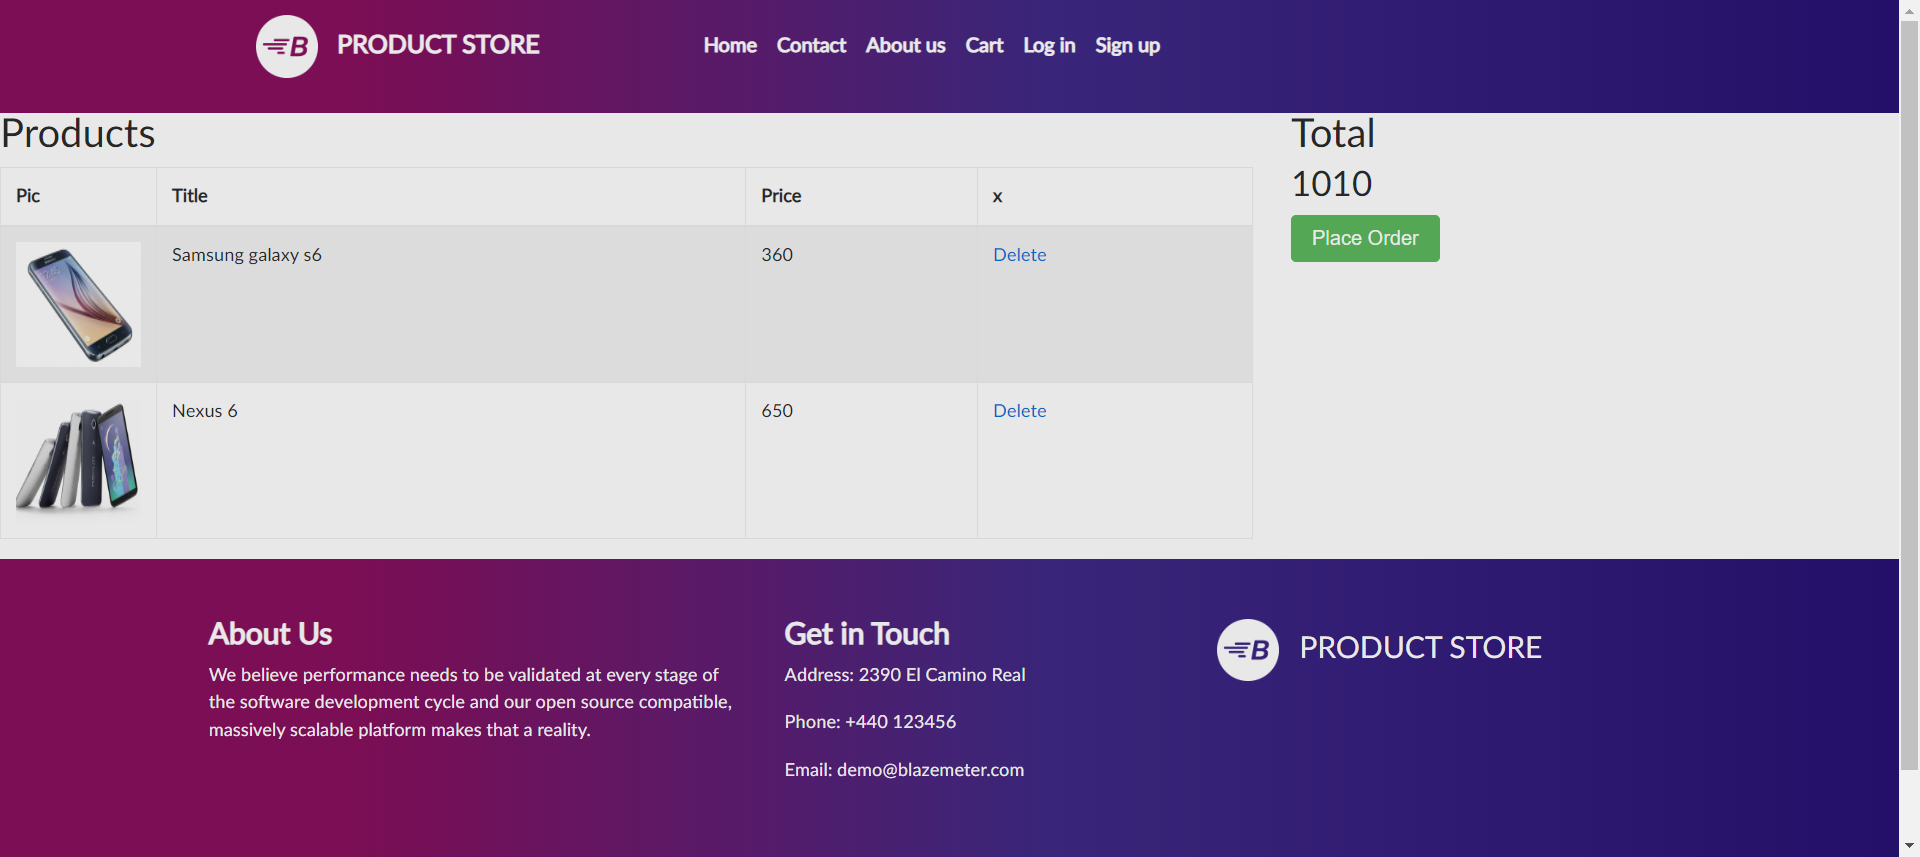 B PRODUCT STORE
Home Contact About us Cart Log in Sign up
Products
Pic Title Price x
Samsung galaxy s6 360 Delete
Nexus 6 650 Delete
Total
1010
Place Order
About Us
We believe performance needs to be validated at every stage of
the software development cycle and our open source compatible,
massively scalable platform makes that a reality.
Get in Touch
Address: 2390 El Camino Real
Phone: +440 123456
Email: demo@blazemeter.com
B PRODUCT STORE